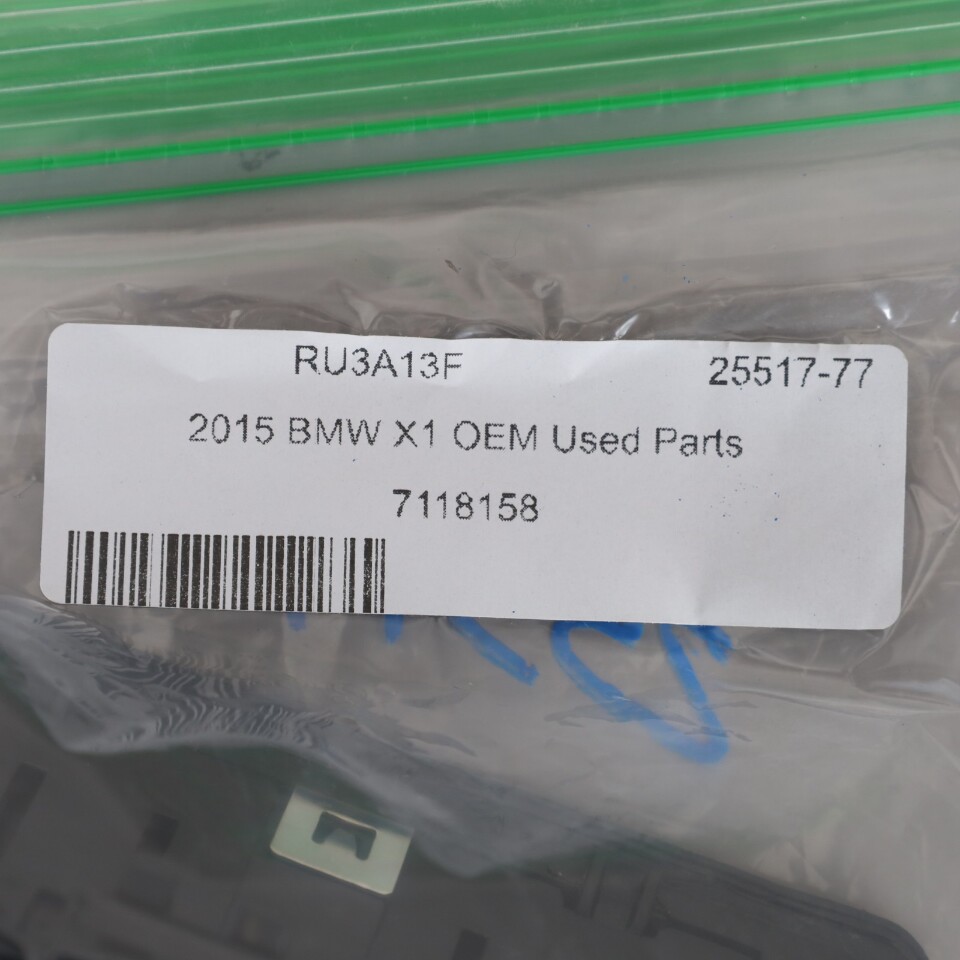 RU3A13F 25517-77
2015 BMW X1 OEM Used Parts
7118158